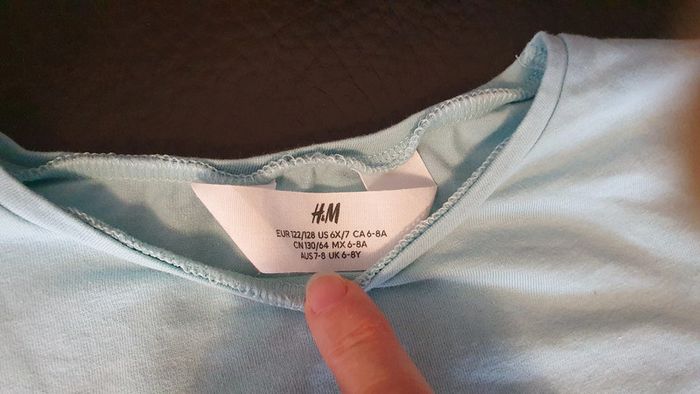 H&M
EUR 122/128 US 6X/7 CA 6-8A
CN 130/64 MX 6-8A
AUS 7-8 UK 6-8Y